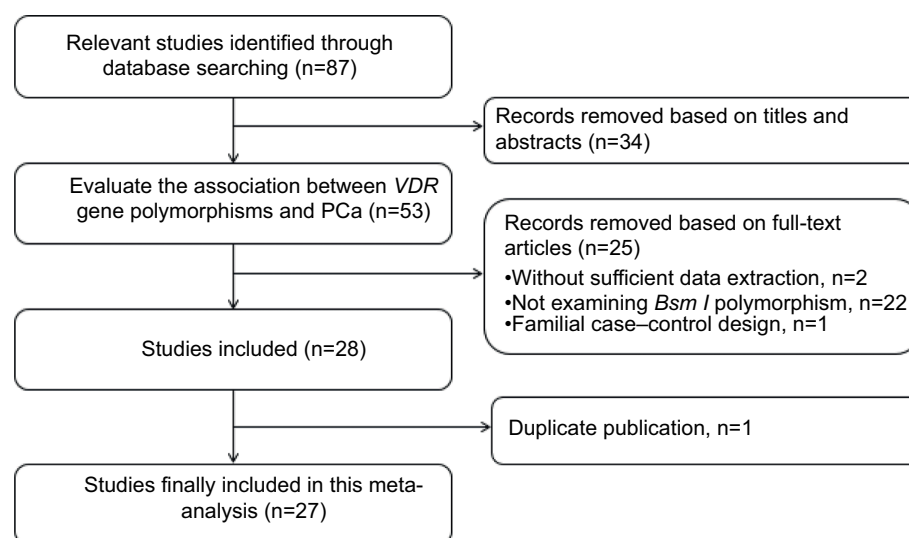 Relevant studies identified through
database searching (n=87)
Records removed based on titles and
abstracts (n=34)
Evaluate the association between VDR
gene polymorphisms and PCa (n=53)
Records removed based on full-text
articles (n=25)
•Without sufficient data extraction, n=2
•Not examining Bsm I polymorphism, n=22
•Familial case–control design, n=1
Studies included (n=28)
Duplicate publication, n=1
Studies finally included in this meta-
analysis (n=27)